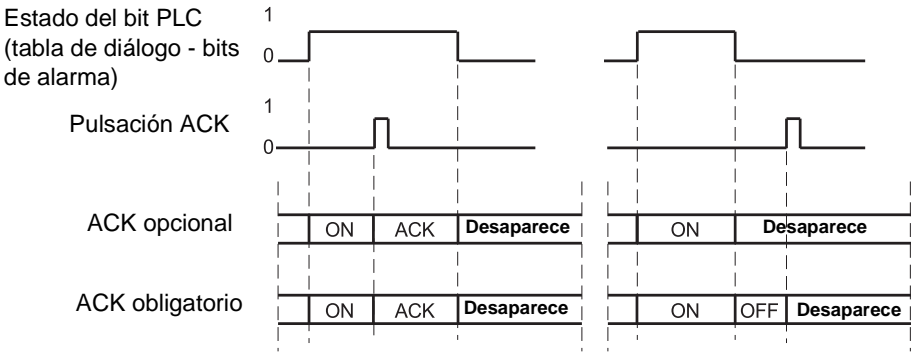 Estado del bit PLC
(tabla de diálogo - bits
de alarma)
1
0
Pulsación ACK
1
0
ACK opcional
ON ACK Desaparece
ON Desaparece
ACK obligatorio
ON ACK Desaparece
ON OFF Desaparece